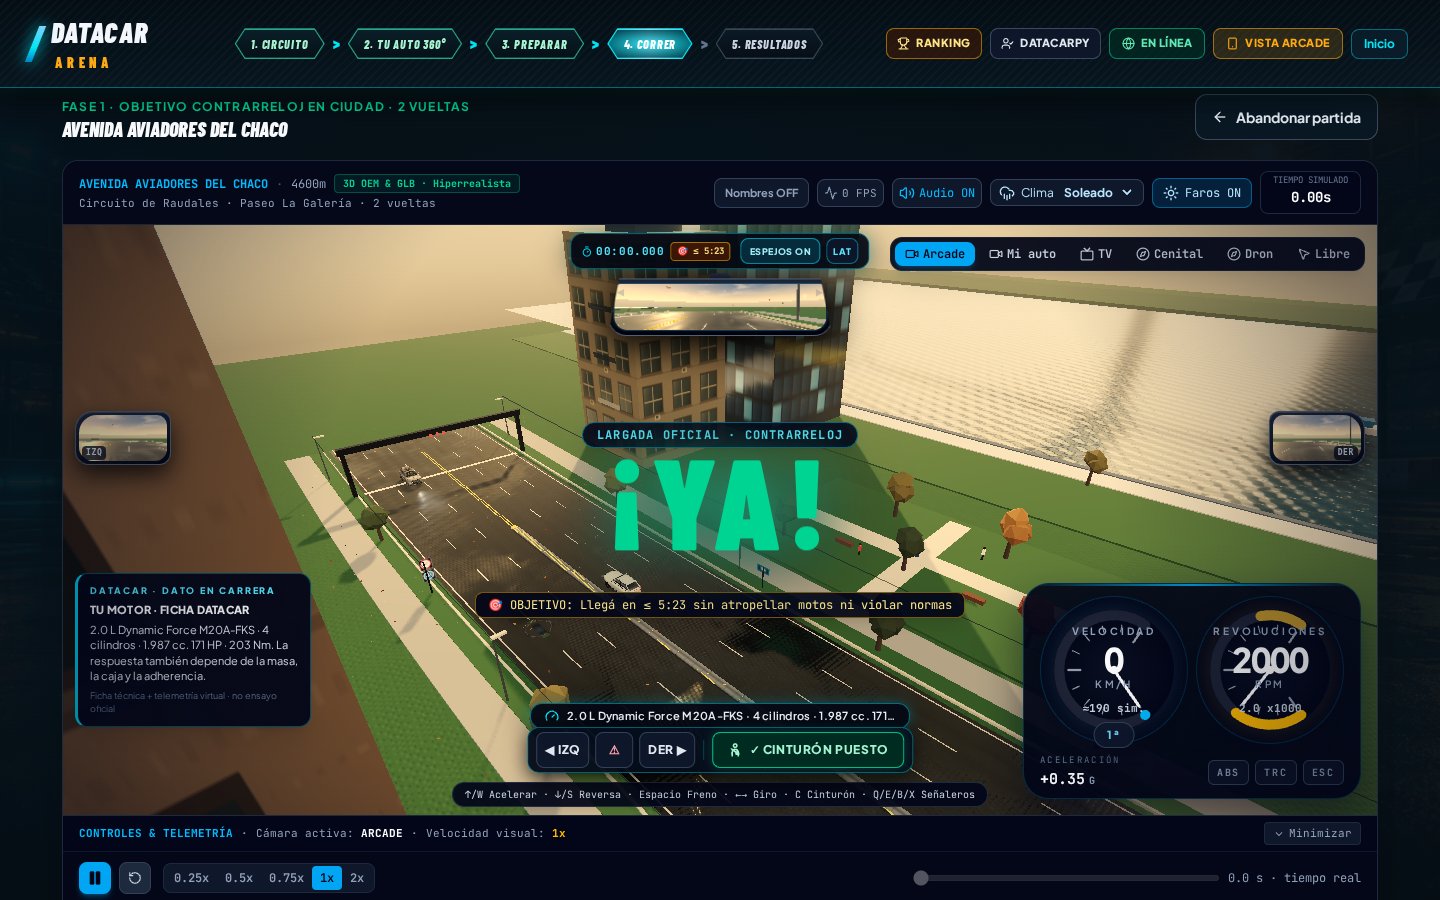 DATACAR
ARENA
1. CIRCUITO
2. TU AUTO 360°
3. PREPARAR
4. CORRER
5. RESULTADOS
RANKING
DATACARPY
EN LÍNEA
VISTA ARCADE
Inicio
FASE 1 · OBJETIVO CONTRARRELOJ EN CIUDAD · 2 VUELTAS
AVENIDA AVIADORES DEL CHACO
← Abandonar partida
AVENIDA AVIADORES DEL CHACO · 4600m
3D OEM & GLB · Hiperrealista
Circuito de Raudales · Paseo La Galería · 2 vueltas
Nombres OFF
0 FPS
Audio ON
Clima Soleado
Faros ON
TIEMPO SIMULADO
0.00s
00:00.000
≤ 5:23
ESPEJOS ON
LAT
Arcade
Mi auto
TV
Cenital
Dron
Libre
IZQ
DER
LARGADA OFICIAL · CONTRARRELOJ
¡YA!
OBJETIVO: Llegá en ≤ 5:23 sin atropellar motos ni violar normas
DATACAR · DATO EN CARRERA
TU MOTOR · FICHA DATACAR
2.0 L Dynamic Force M20A-FKS · 4
cilindros · 1.987 cc. 171 HP · 203 Nm. La
respuesta también depende de la masa,
la caja y la adherencia.
Ficha técnica + telemetría virtual · no ensayo
oficial
2.0 L Dynamic Force M20A-FKS · 4 cilindros · 1.987 cc. 171…
◀ IZQ
⚠
DER ▶
✓ CINTURÓN PUESTO
↑/W Acelerar · ↓/S Reversa · Espacio Freno · ←→ Giro · C Cinturón · Q/E/B/X Señaleros
VELOCIDAD
0
KM/H
≈190 sim.
1ª
REVOLUCIONES
2000
RPM
2.0 x1000
ACELERACIÓN
+0.35 G
ABS
TRC
ESC
CONTROLES & TELEMETRÍA · Cámara activa: ARCADE · Velocidad visual: 1x
Minimizar
0.25x
0.5x
0.75x
1x
2x
0.0 s · tiempo real